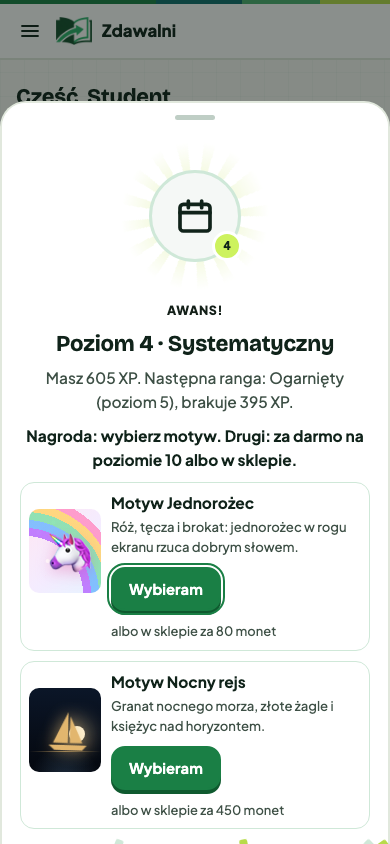 Zdawalni
Cześć, Student
4
AWANS!
Poziom 4 · Systematyczny
Masz 605 XP. Następna ranga: Ogarnięty
(poziom 5), brakuje 395 XP.
Nagroda: wybierz motyw. Drugi: za darmo na
poziomie 10 albo w sklepie.
Motyw Jednorożec
Róż, tęcza i brokat: jednorożec w rogu
ekranu rzuca dobrym słowem.
Wybieram
albo w sklepie za 80 monet
Motyw Nocny rejs
Granat nocnego morza, złote żagle i
księżyc nad horyzontem.
Wybieram
albo w sklepie za 450 monet